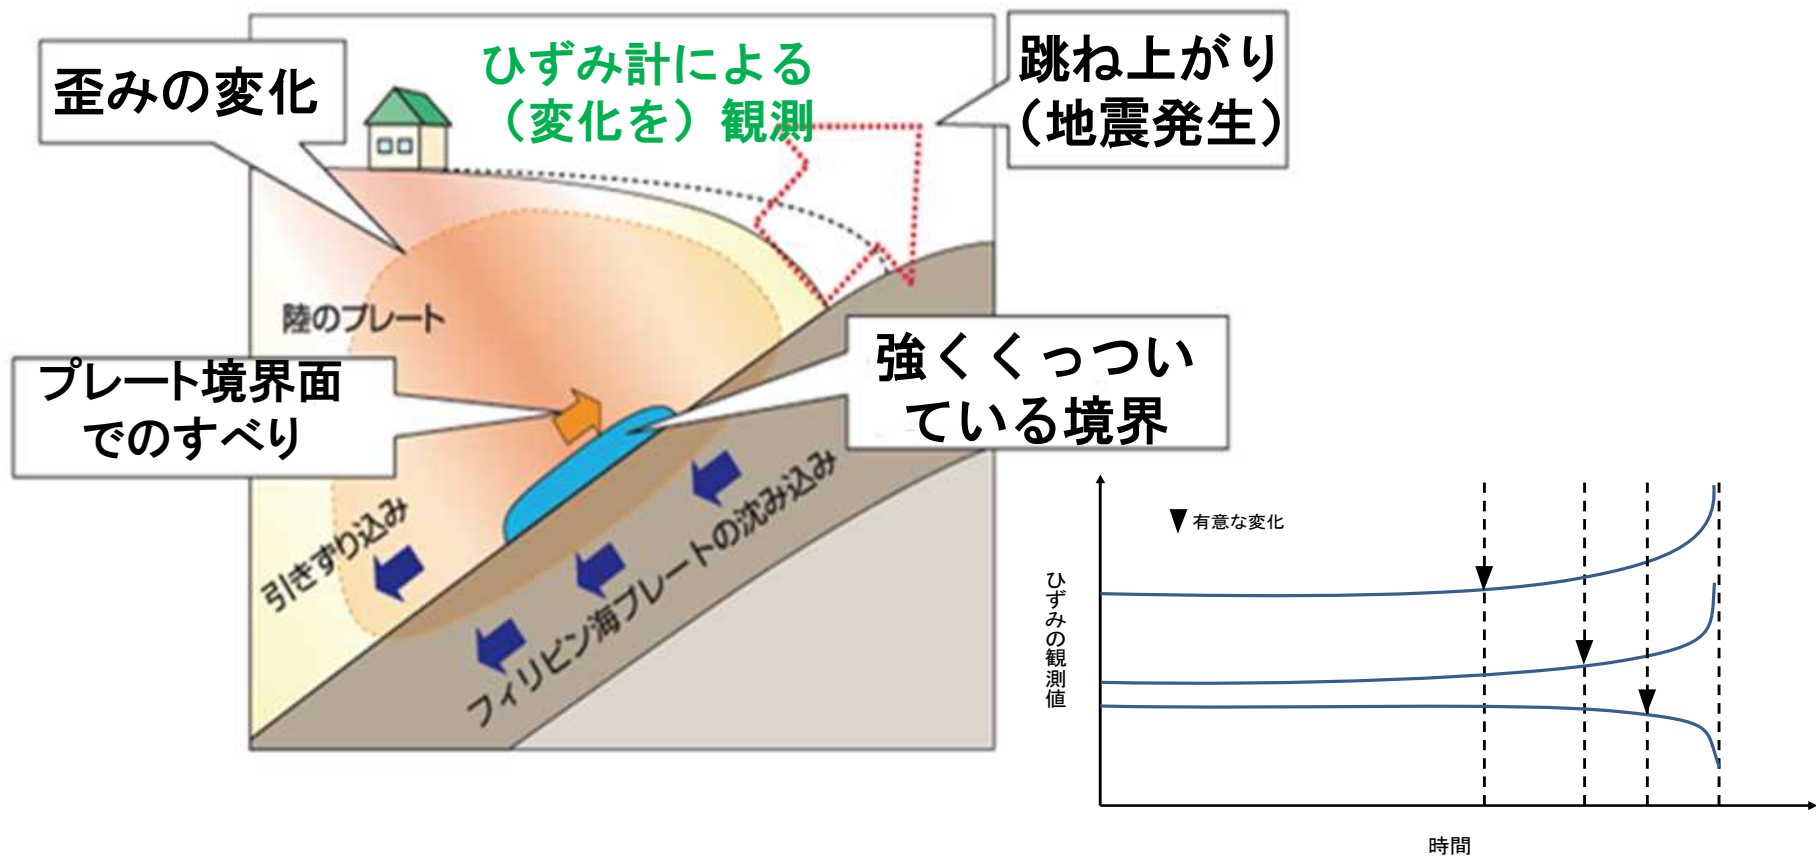 歪みの変化
ひずみ計による
（変化を）観測
跳ね上がり
（地震発生）
陸のプレート
プレート境界面
でのすべり
強くくっつい
ている境界
引きずり込み
フィリピン海プレートの沈み込み
有意な変化
ひずみの観測値
時間